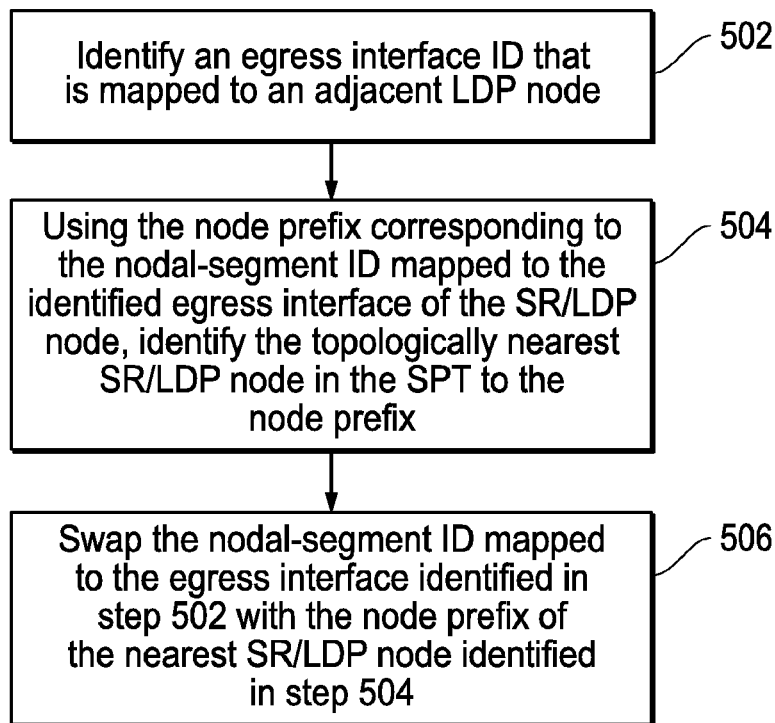 Identify an egress interface ID that
is mapped to an adjacent LDP node
502
Using the node prefix corresponding to
the nodal-segment ID mapped to the
identified egress interface of the SR/LDP
node, identify the topologically nearest
SR/LDP node in the SPT to the
node prefix
504
Swap the nodal-segment ID mapped
to the egress interface identified in
step 502 with the node prefix of
the nearest SR/LDP node identified
in step 504
506